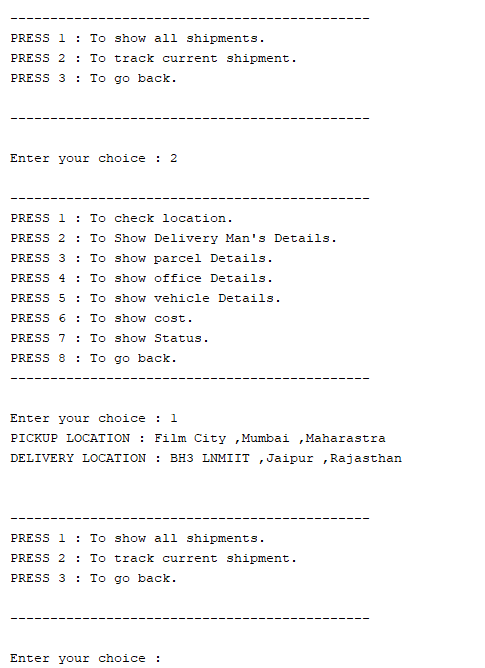 ---------------------------------------------
PRESS 1 : To show all shipments.
PRESS 2 : To track current shipment.
PRESS 3 : To go back.
---------------------------------------------
Enter your choice : 2
---------------------------------------------
PRESS 1 : To check location.
PRESS 2 : To Show Delivery Man's Details.
PRESS 3 : To show parcel Details.
PRESS 4 : To show office Details.
PRESS 5 : To show vehicle Details.
PRESS 6 : To show cost.
PRESS 7 : To show Status.
PRESS 8 : To go back.
---------------------------------------------
Enter your choice : 1
PICKUP LOCATION : Film City ,Mumbai ,Maharastra
DELIVERY LOCATION : BH3 LNMIIT ,Jaipur ,Rajasthan
---------------------------------------------
PRESS 1 : To show all shipments.
PRESS 2 : To track current shipment.
PRESS 3 : To go back.
---------------------------------------------
Enter your choice :